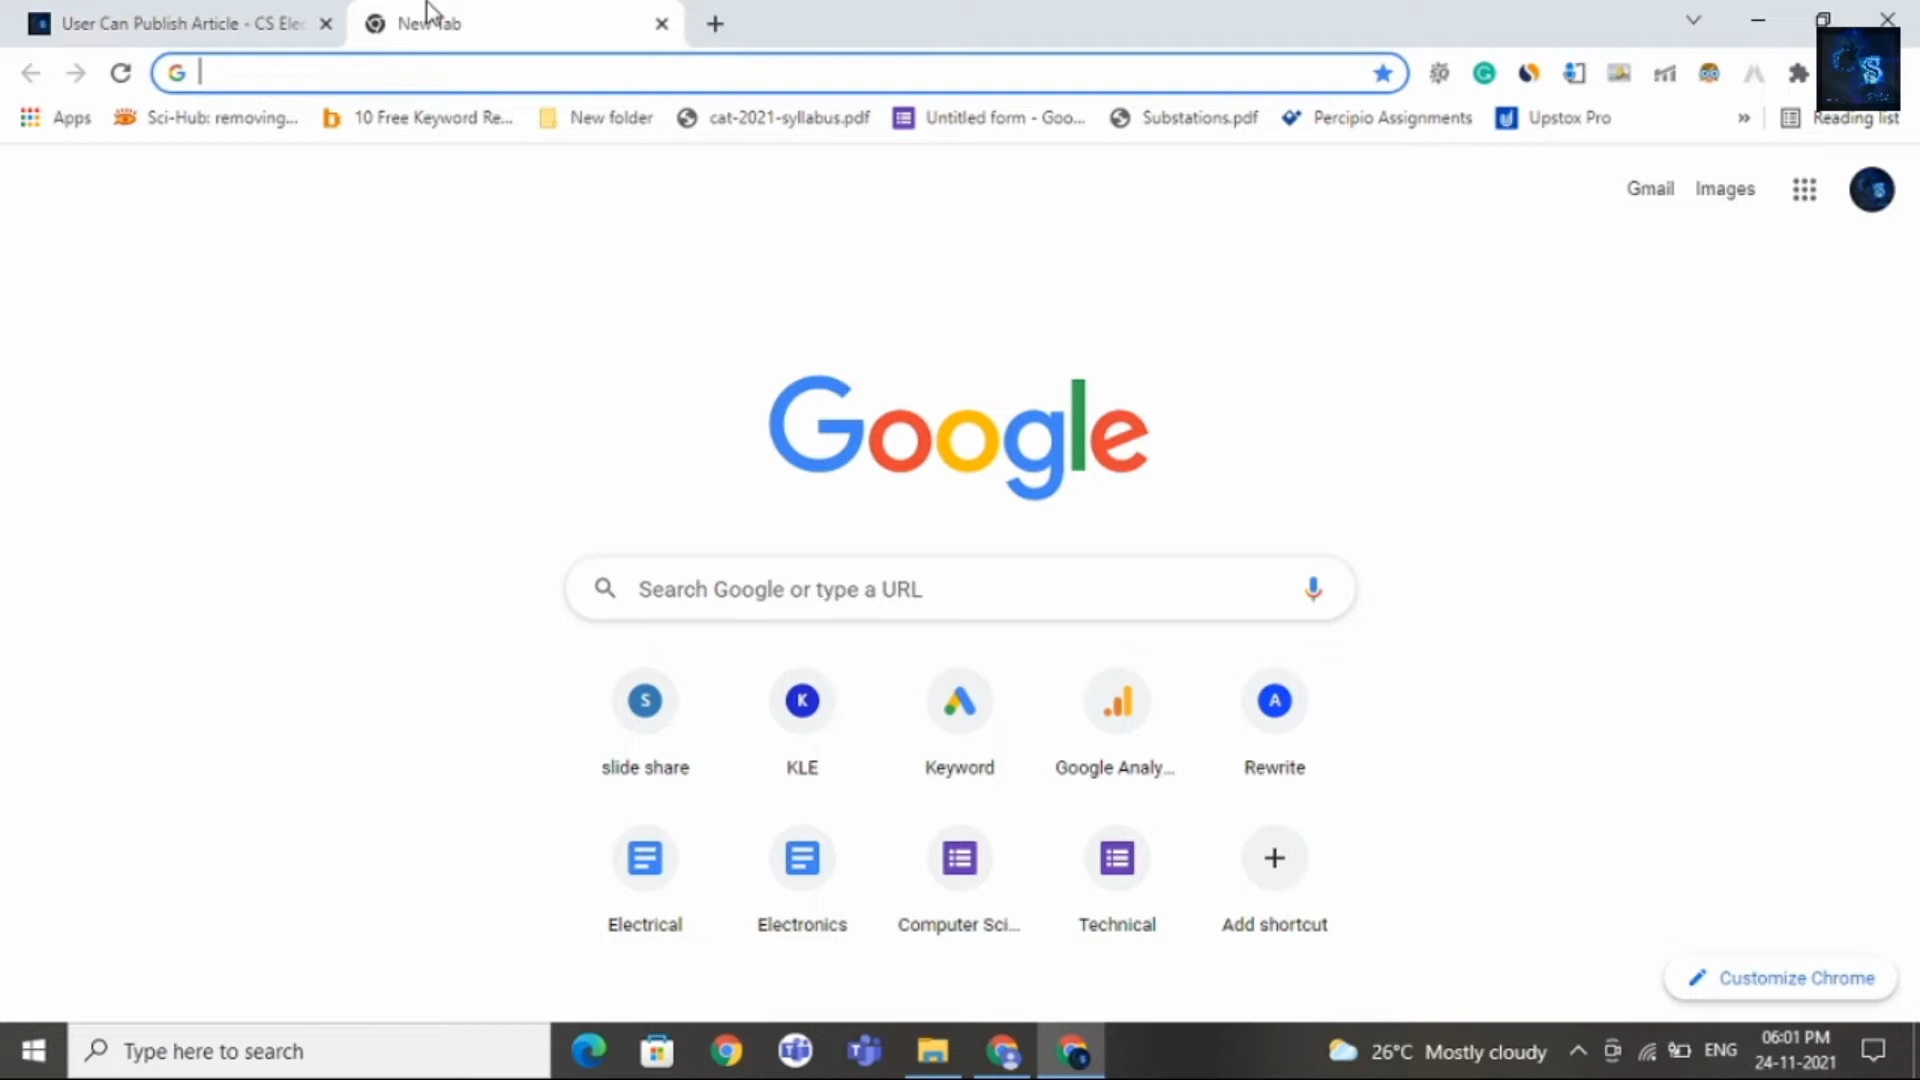 User Can Publish Article - CS Elec
New Tab
Apps
Sci-Hub: removing...
10 Free Keyword Re...
New folder
cat-2021-syllabus.pdf
Untitled form - Goo...
Substations.pdf
Percipio Assignments
Upstox Pro
»
Reading list
Gmail
Images
Google
Search Google or type a URL
S
K
A
slide share
KLE
Keyword
Google Analy...
Rewrite
Electrical
Electronics
Computer Sci...
Technical
Add shortcut
Customize Chrome
Type here to search
26°C Mostly cloudy
ENG
06:01 PM
24-11-2021